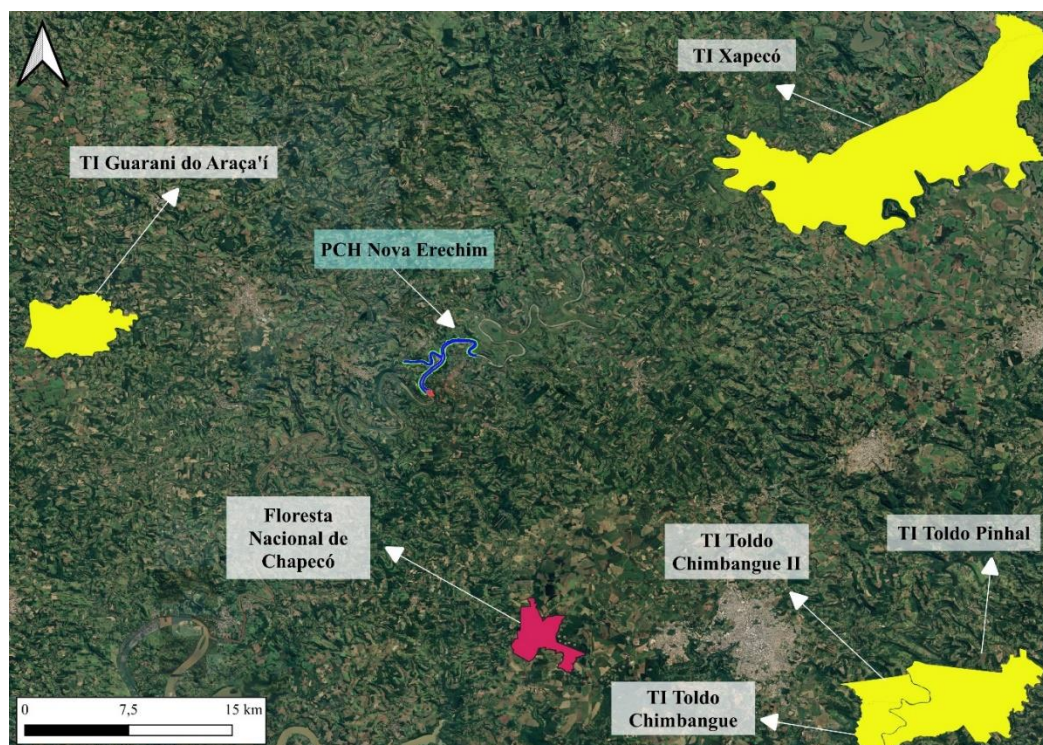 TI Xapecó
TI Guarani do Araça'í
PCH Nova Erechim
Floresta
Nacional de
Chapecó
TI Toldo
Chimbangue II
TI Toldo Pinhal
TI Toldo
Chimbangue
0 7,5 15 km